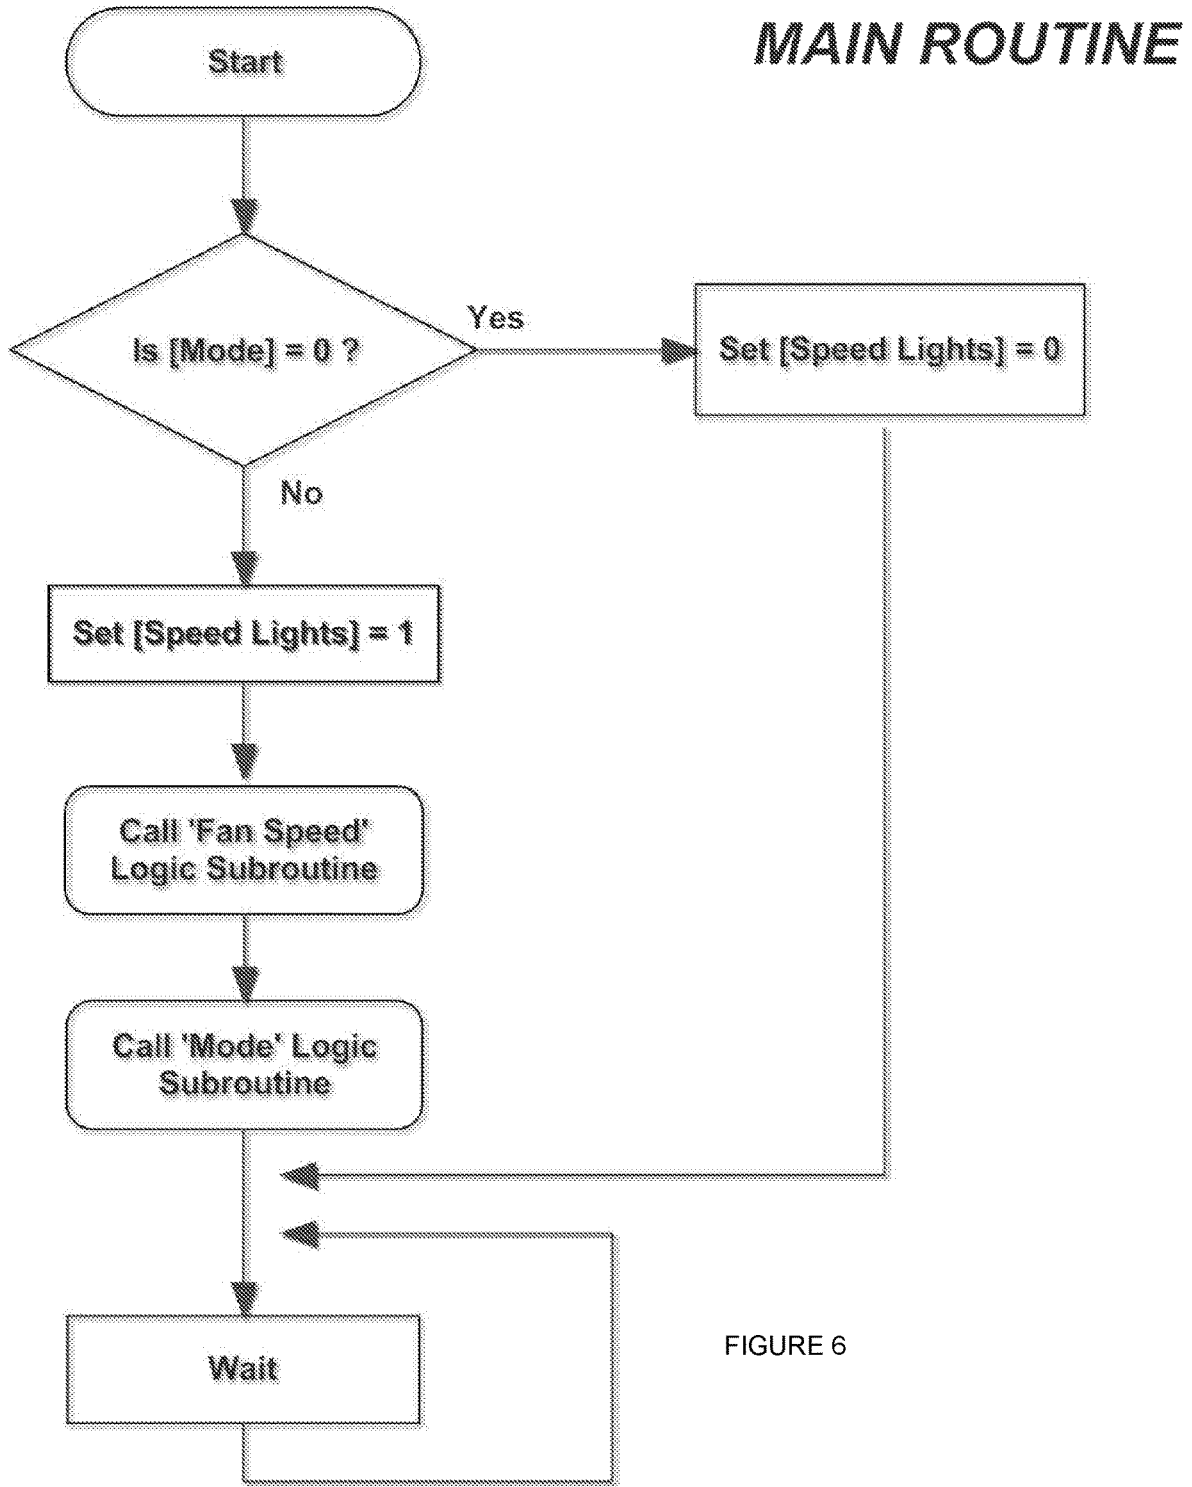 MAIN ROUTINE
Start
Is [Mode] = 0 ?
Yes
Set [Speed Lights] = 0
No
Set [Speed Lights] = 1
Call 'Fan Speed'
Logic Subroutine
Call 'Mode' Logic
Subroutine
Wait
FIGURE 6